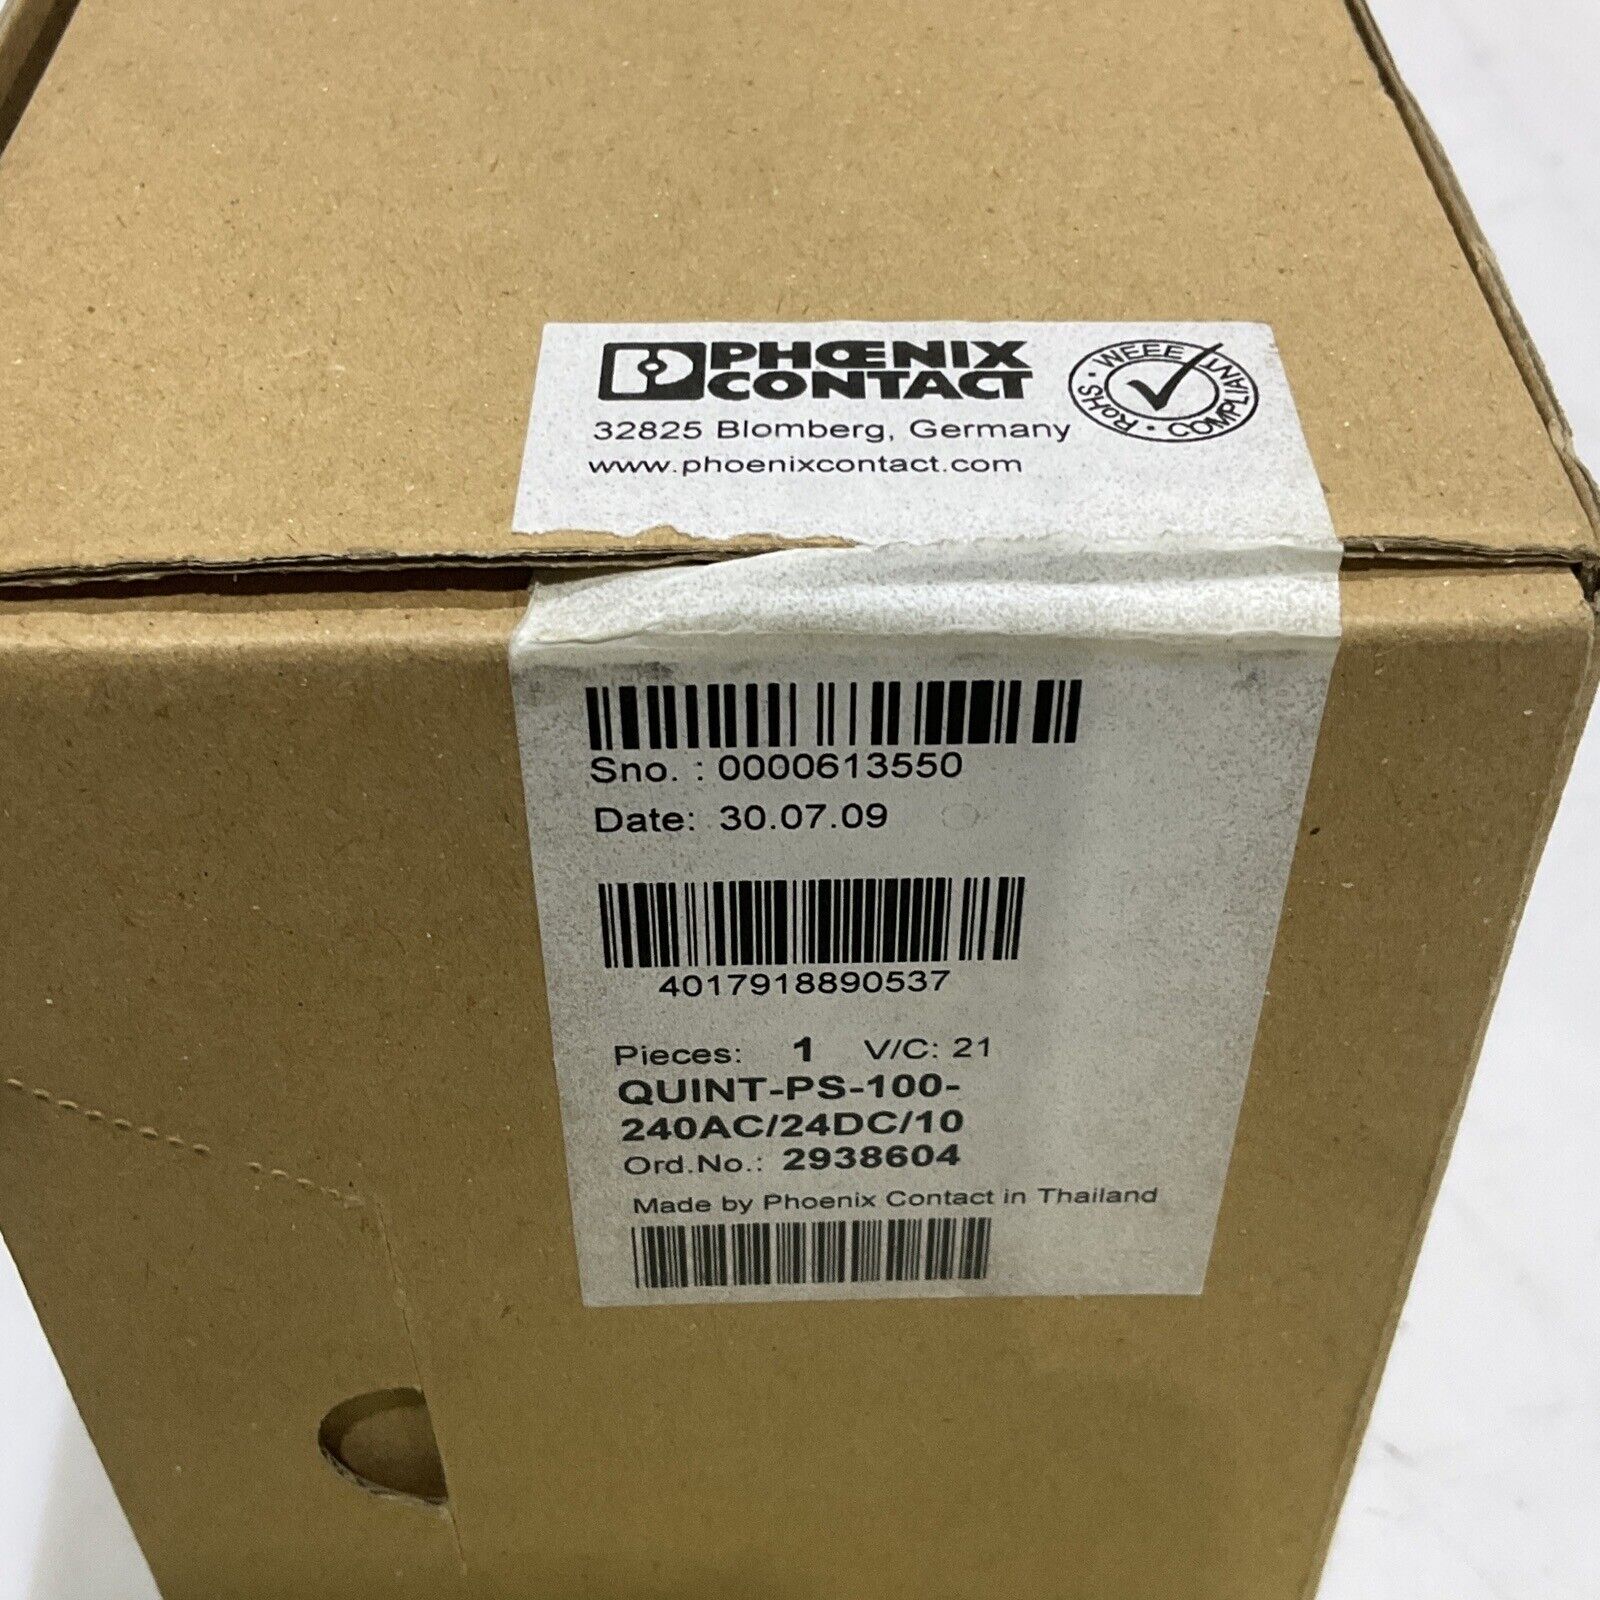 PHŒNIX
CONTACT
32825 Blomberg, Germany
www.phoenixcontact.com
WEEE · COMPLIANT · RoHS ·
Sno. : 0000613550
Date: 30.07.09
4017918890537
Pieces: 1 V/C: 21
QUINT-PS-100-
240AC/24DC/10
Ord.No.: 2938604
Made by Phoenix Contact in Thailand